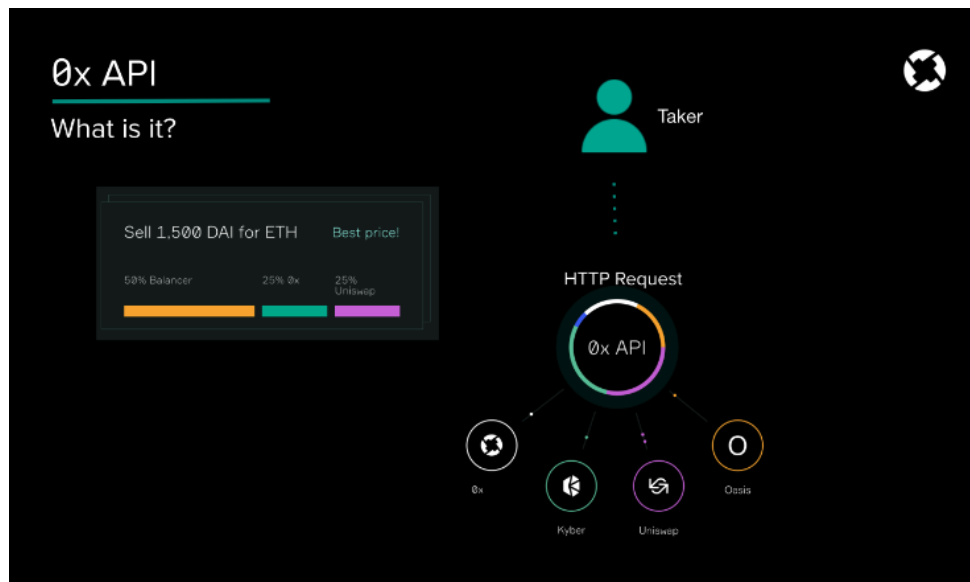 0x API
What is it?
Taker
Sell 1,500 DAI for ETH
Best price!
50% Balancer
25% 0x
25%
Uniswap
HTTP Request
0x API
0x
Kyber
Uniswap
O
Oasis